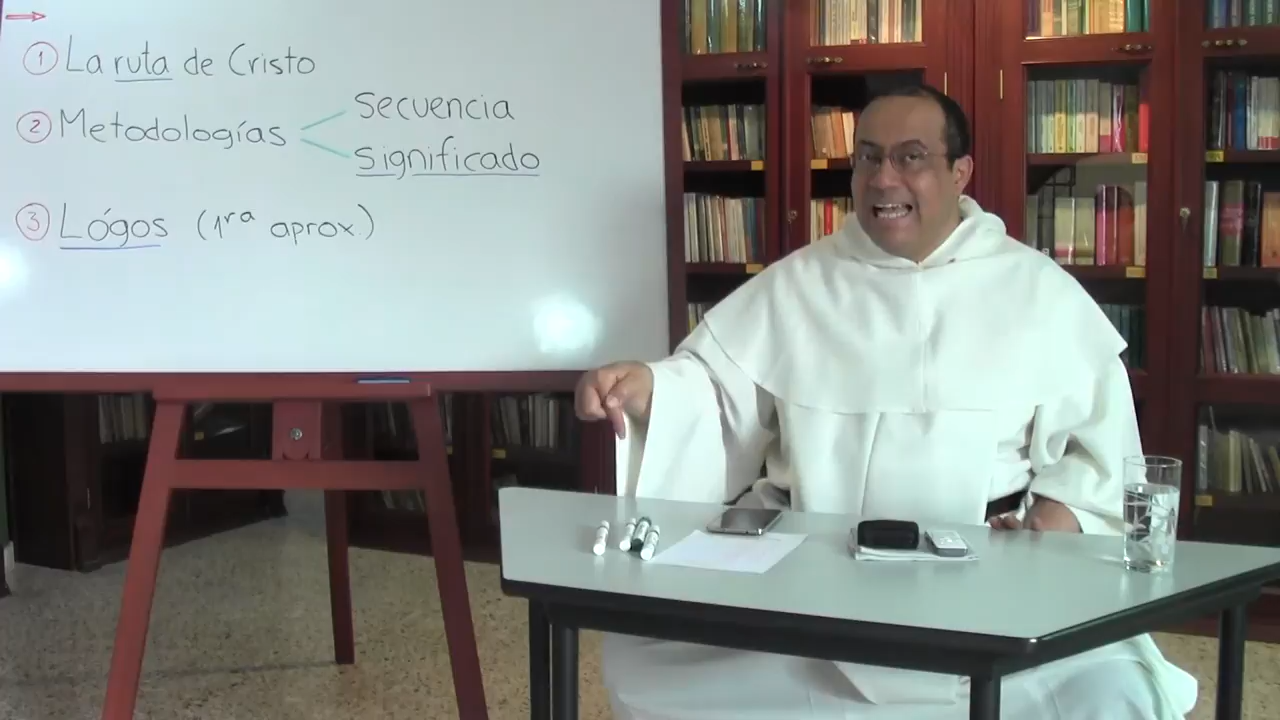 1 La ruta de Cristo
2 Metodologías
Secuencia
Significado
3 Lógos (1ra aprox.)